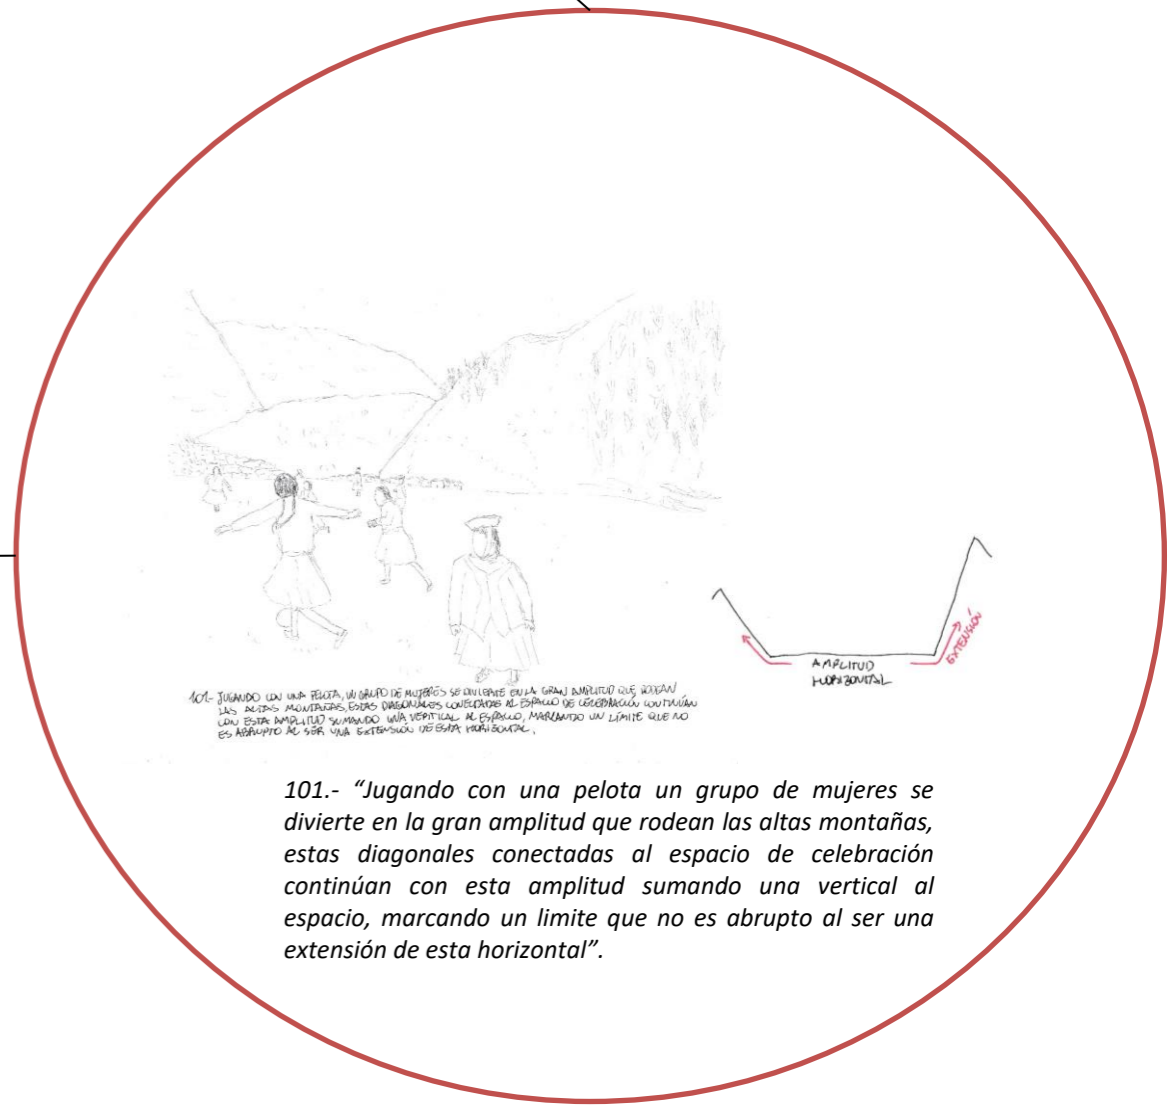 101.- JUGANDO CON UNA PELOTA, UN GRUPO DE MUJERES SE DIVIERTE EN LA GRAN AMPLITUD QUE RODEAN
LAS ALTAS MONTAÑAS, ESTAS DIAGONALES CONECTADAS AL ESPACIO DE CELEBRACIÓN CONTINÚAN
CON ESTA AMPLITUD SUMANDO UNA VERTICAL AL ESPACIO, MARCANDO UN LÍMITE QUE NO
ES ABRUPTO AL SER UNA EXTENSIÓN DE ESTA HORIZONTAL.
AMPLITUD
HORIZONTAL
EXTENSIÓN
101.- “Jugando con una pelota un grupo de mujeres se
divierte en la gran amplitud que rodean las altas montañas,
estas diagonales conectadas al espacio de celebración
continúan con esta amplitud sumando una vertical al
espacio, marcando un limite que no es abrupto al ser una
extensión de esta horizontal”.